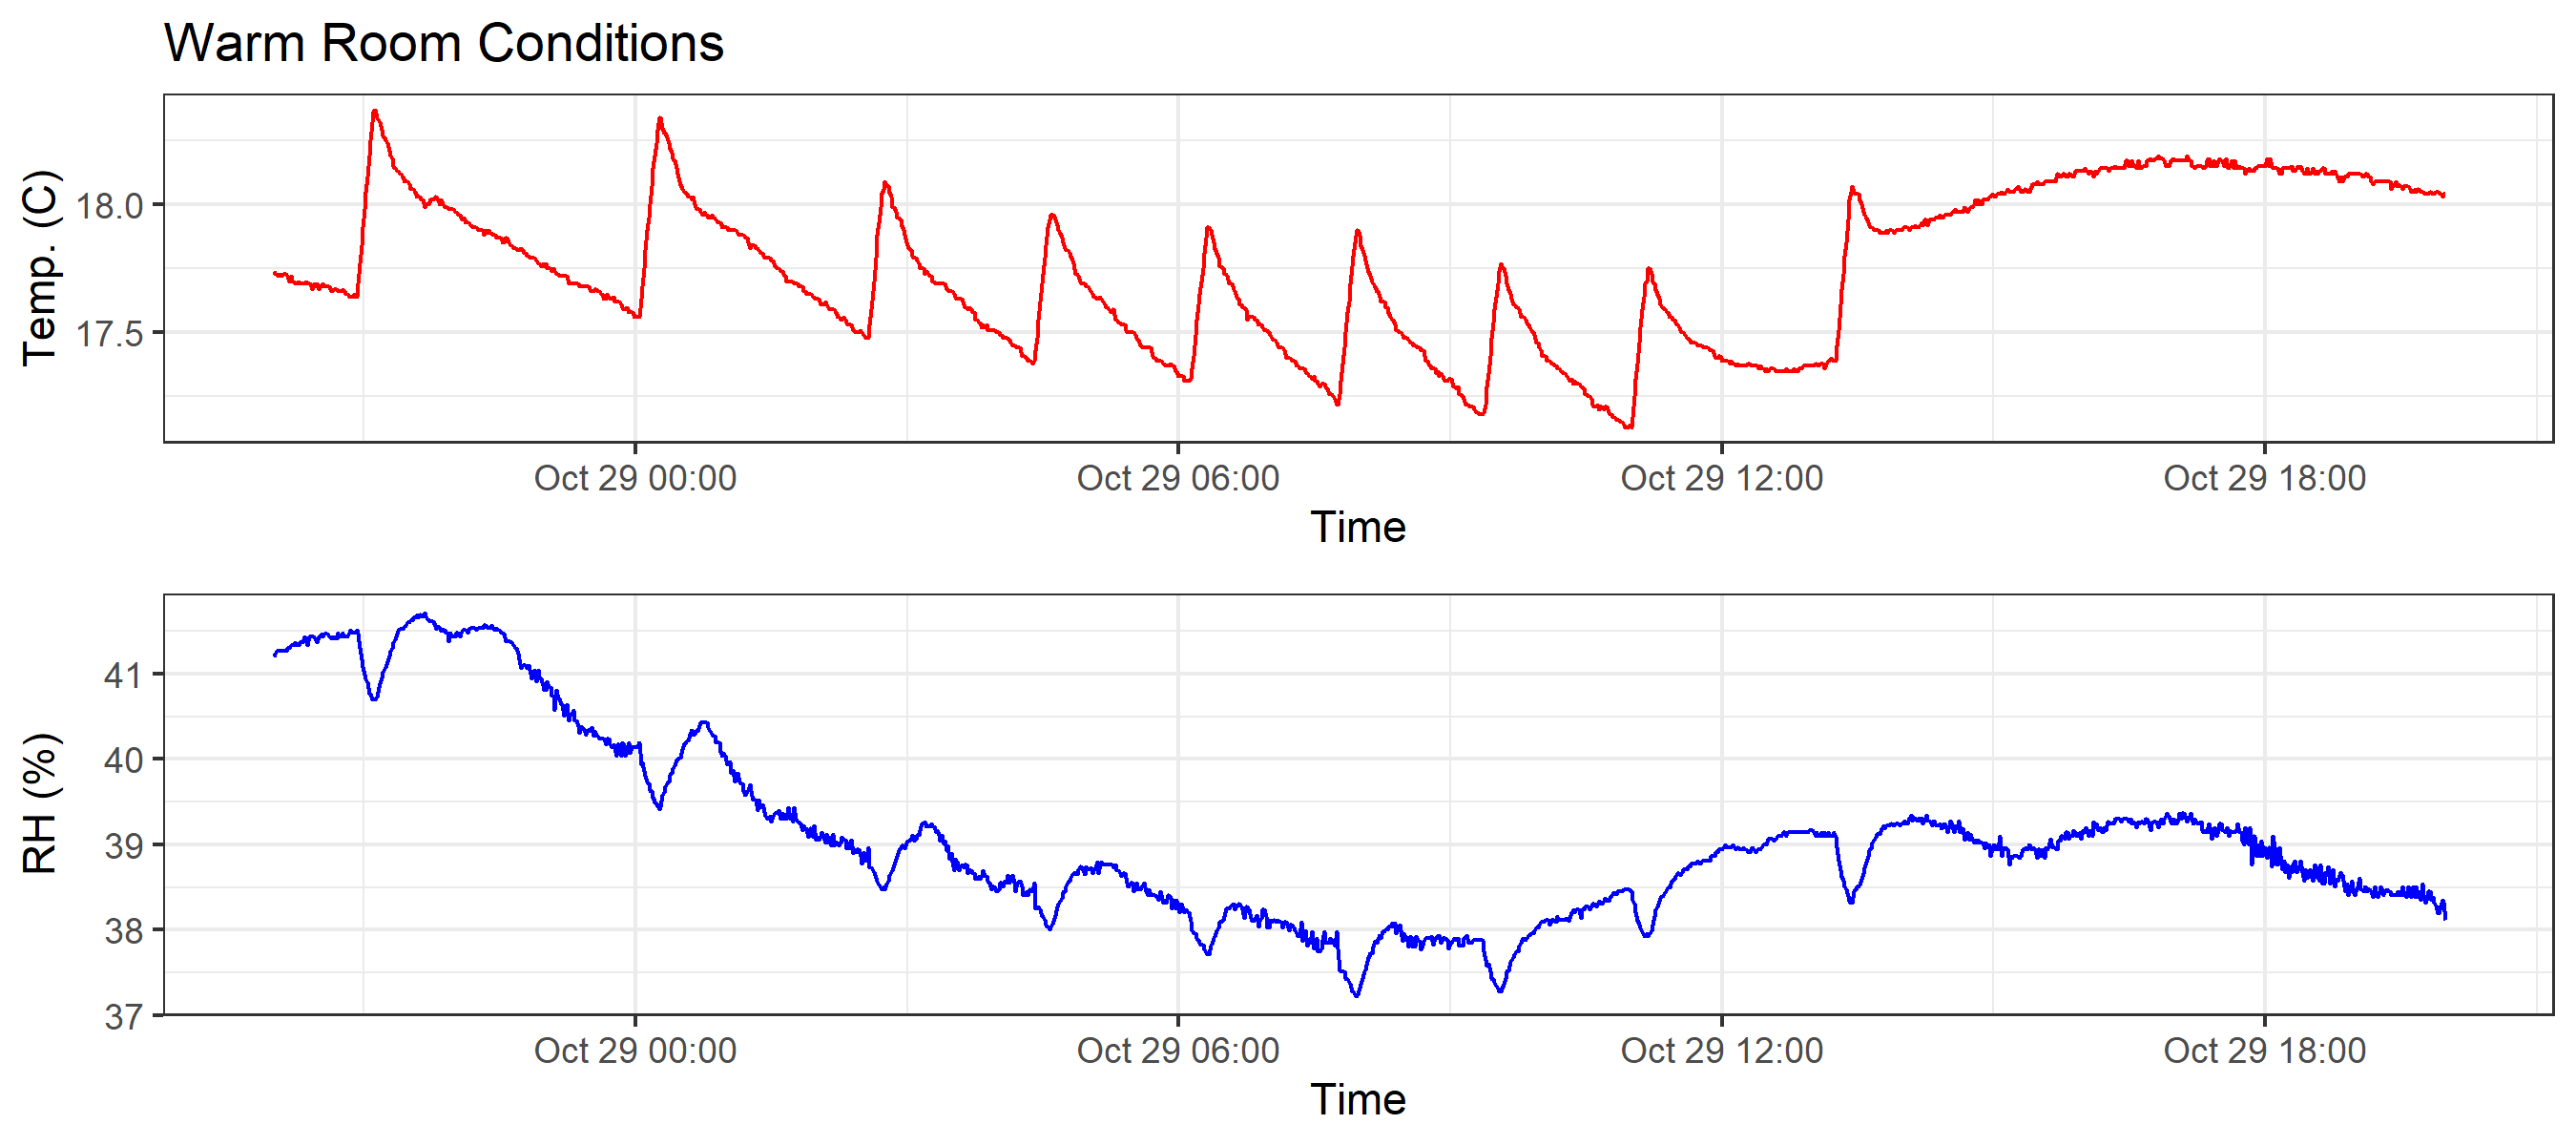 Warm Room Conditions
Temp. (C)
18.0
17.5
Oct 29 00:00 Oct 29 06:00 Oct 29 12:00 Oct 29 18:00
Time
RH (%)
41
40
39
38
37
Oct 29 00:00 Oct 29 06:00 Oct 29 12:00 Oct 29 18:00
Time